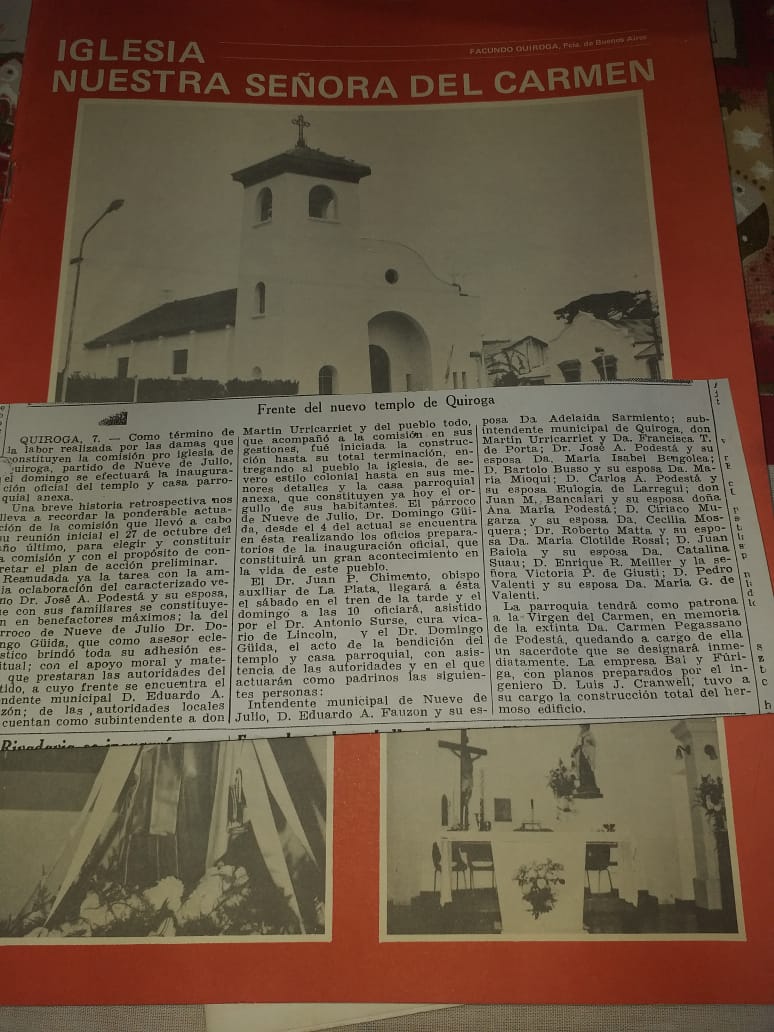 IGLESIA
FACUNDO QUIROGA, Pcia. de Buenos Aires
NUESTRA SEÑORA DEL CARMEN
Frente del nuevo templo de Quiroga
QUIROGA, 7. — Como término de
la labor realizada por las damas que
constituyen la comisión pro iglesia de
Quiroga, partido de Nueve de Julio,
el domingo se efectuará la inaugura-
ción oficial del templo y casa parro-
quial anexa.
Una breve historia retrospectiva nos
lleva a recordar la ponderable actua-
ción de la comisión que llevó a cabo
su reunión inicial el 27 de octubre del
año último, para elegir y constituir
la comisión y con el propósito de con-
cretar el plan de acción preliminar.
Reanudada ya la tarea con la am-
plia colaboración del caracterizado ve-
cino Dr. José A. Podestá y su esposa,
que con sus familiares se constituye-
ron en benefactores máximos; la del
párroco de Nueve de Julio Dr. Do-
mingo Güida, que como asesor ecle-
siástico brindó toda su adhesión es-
piritual; con el apoyo moral y mate-
que prestaran las autoridades del
partido, a cuyo frente se encuentra el
intendente municipal D. Eduardo A.
Fauzón; de las autoridades locales
cuentan como subintendente a don
Martin Urricarriet y del pueblo todo,
que acompañó a la comisión en sus
gestiones, fué iniciada la construc-
ción hasta su total terminación, en-
tregando al pueblo la iglesia, de se-
vero estilo colonial hasta en sus me-
nores detalles y la casa parroquial
anexa, que constituyen ya hoy el or-
gullo de sus habitantes. El párroco
de Nueve de Julio, Dr. Domingo Güi-
da, desde el 4 del actual se encuentra
en ésta realizando los oficios prepara-
torios de la inauguración oficial, que
constituirá un gran acontecimiento en
la vida de este pueblo.
El Dr. Juan P. Chimento, obispo
auxiliar de La Plata, llegará a ésta
el sábado en el tren de la tarde y el
domingo a las 10 oficiará, asistido
por el Dr. Antonio Surse, cura vica-
rio de Lincoln, y el Dr. Domingo
Güida, el acto de la bendición del
templo y casa parroquial, con asis-
tencia de las autoridades y en el que
actuarán como padrinos las siguien-
tes personas:
Intendente municipal de Nueve de
Julio, D. Eduardo A. Fauzon y su es-
posa Da Adelaida Sarmiento; sub-
intendente municipal de Quiroga, don
Martin Urricarriet y Da. Francisca T.
de Porta; Dr. José A. Podestá y su
esposa Da. María Isabel Bengolea;
D. Bartolo Busso y su esposa Da. Ma-
ria Mioqui; D. Carlos A. Podestá y
su esposa Eulogia de Larregui; don
Juan M. Bancalari y su esposa doña
Ana María Podestá; D. Ciriaco Mu-
garza y su esposa Da. Cecilia Mos-
quera; Dr. Roberto Matta y su espo-
sa Da. María Clotilde Rossi; D. Juan
Baiola y su esposa Da. Catalina
Suau; D. Enrique R. Meiller y la se-
ñora Victoria P. de Giusti; D. Pedro
Valenti y su esposa Da. María G. de
Valenti.
La parroquia tendrá como patrona
a la Virgen del Carmen, en memoria
de la extinta Da. Carmen Pegassano
de Podestá, quedando a cargo de ella
un sacerdote que se designará inme-
diatamente. La empresa Bai y Fúrl-
ga, con planos preparados por el in-
geniero D. Luis J. Cranwell, tuvo a
su cargo la construcción total del her-
moso edificio.